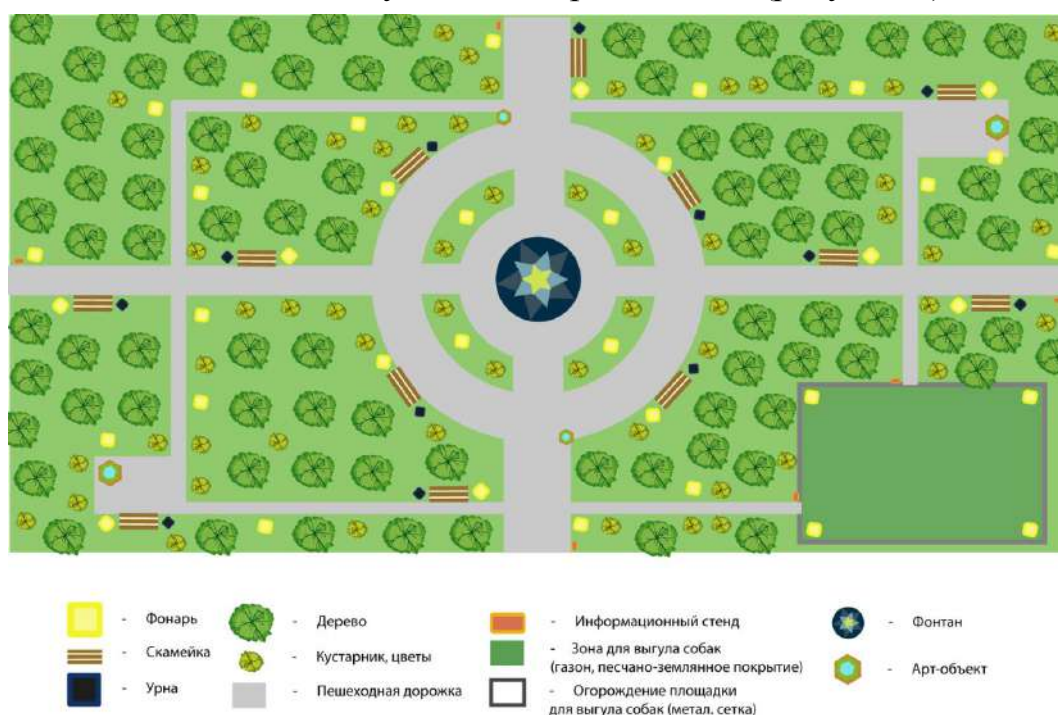 - Фонарь
- Дерево
- Информационный стенд
- Фонтан
- Скамейка
- Кустарник, цветы
- Зона для выгула собак
(газон, песчано-землянное покрытие)
- Арт-объект
- Урна
- Пешеходная дорожка
- Огорождение площадки
для выгула собак (метал. сетка)